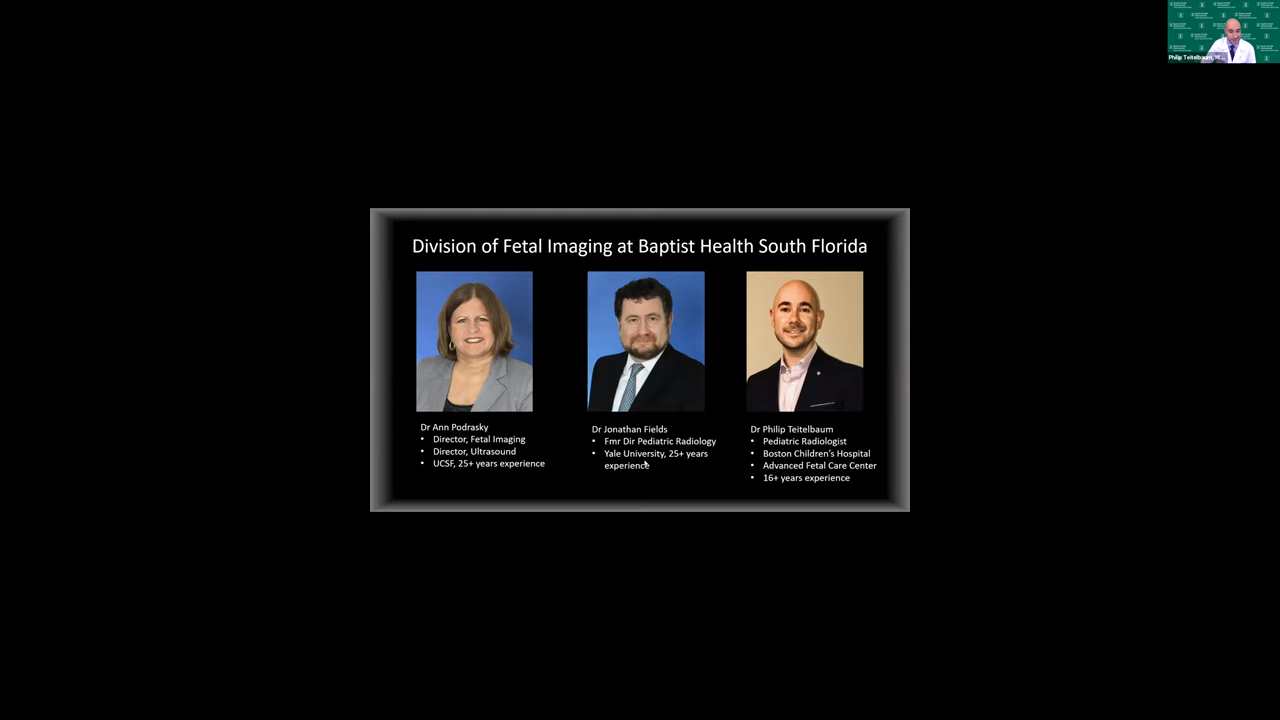 Philip Teitelbaum, M...
Division of Fetal Imaging at Baptist Health South Florida
Dr Ann Podrasky
• Director, Fetal Imaging
• Director, Ultrasound
• UCSF, 25+ years experience
Dr Jonathan Fields
• Fmr Dir Pediatric Radiology
• Yale University, 25+ years
experience
Dr Philip Teitelbaum
• Pediatric Radiologist
• Boston Children's Hospital
• Advanced Fetal Care Center
• 16+ years experience